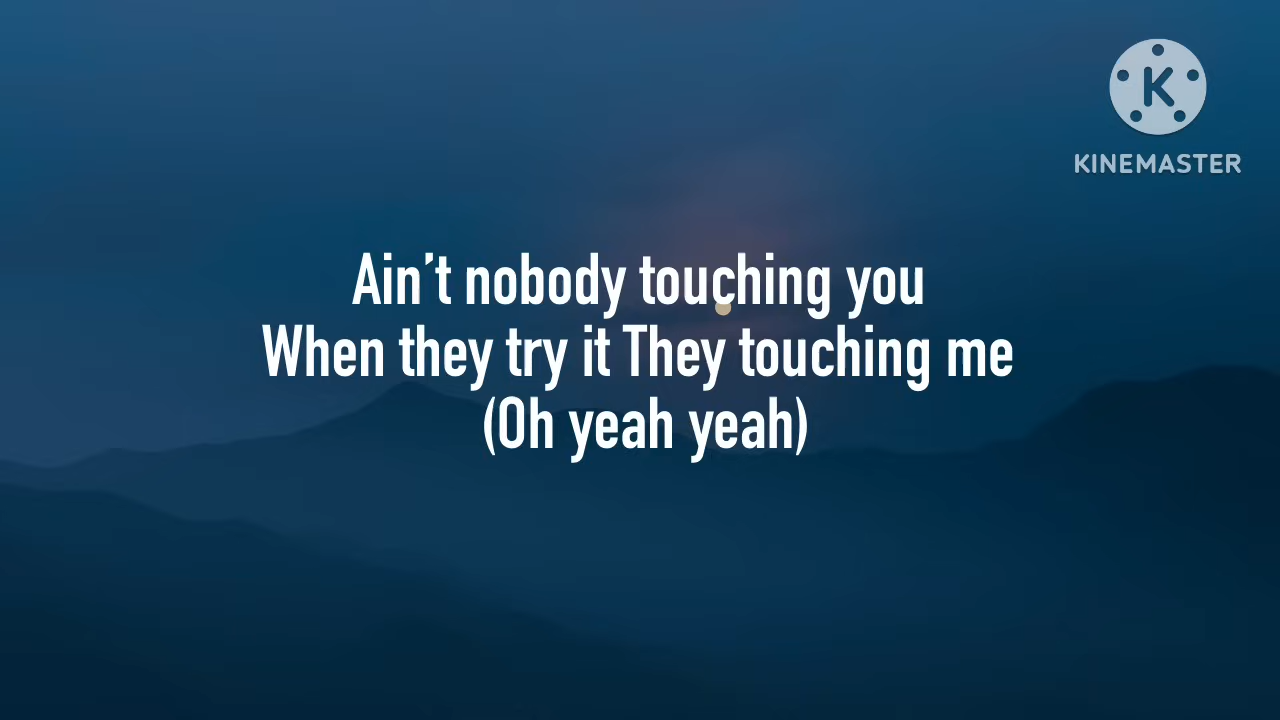 K
KINEMASTER
Ain’t nobody touching you
When they try it They touching me
(Oh yeah yeah)